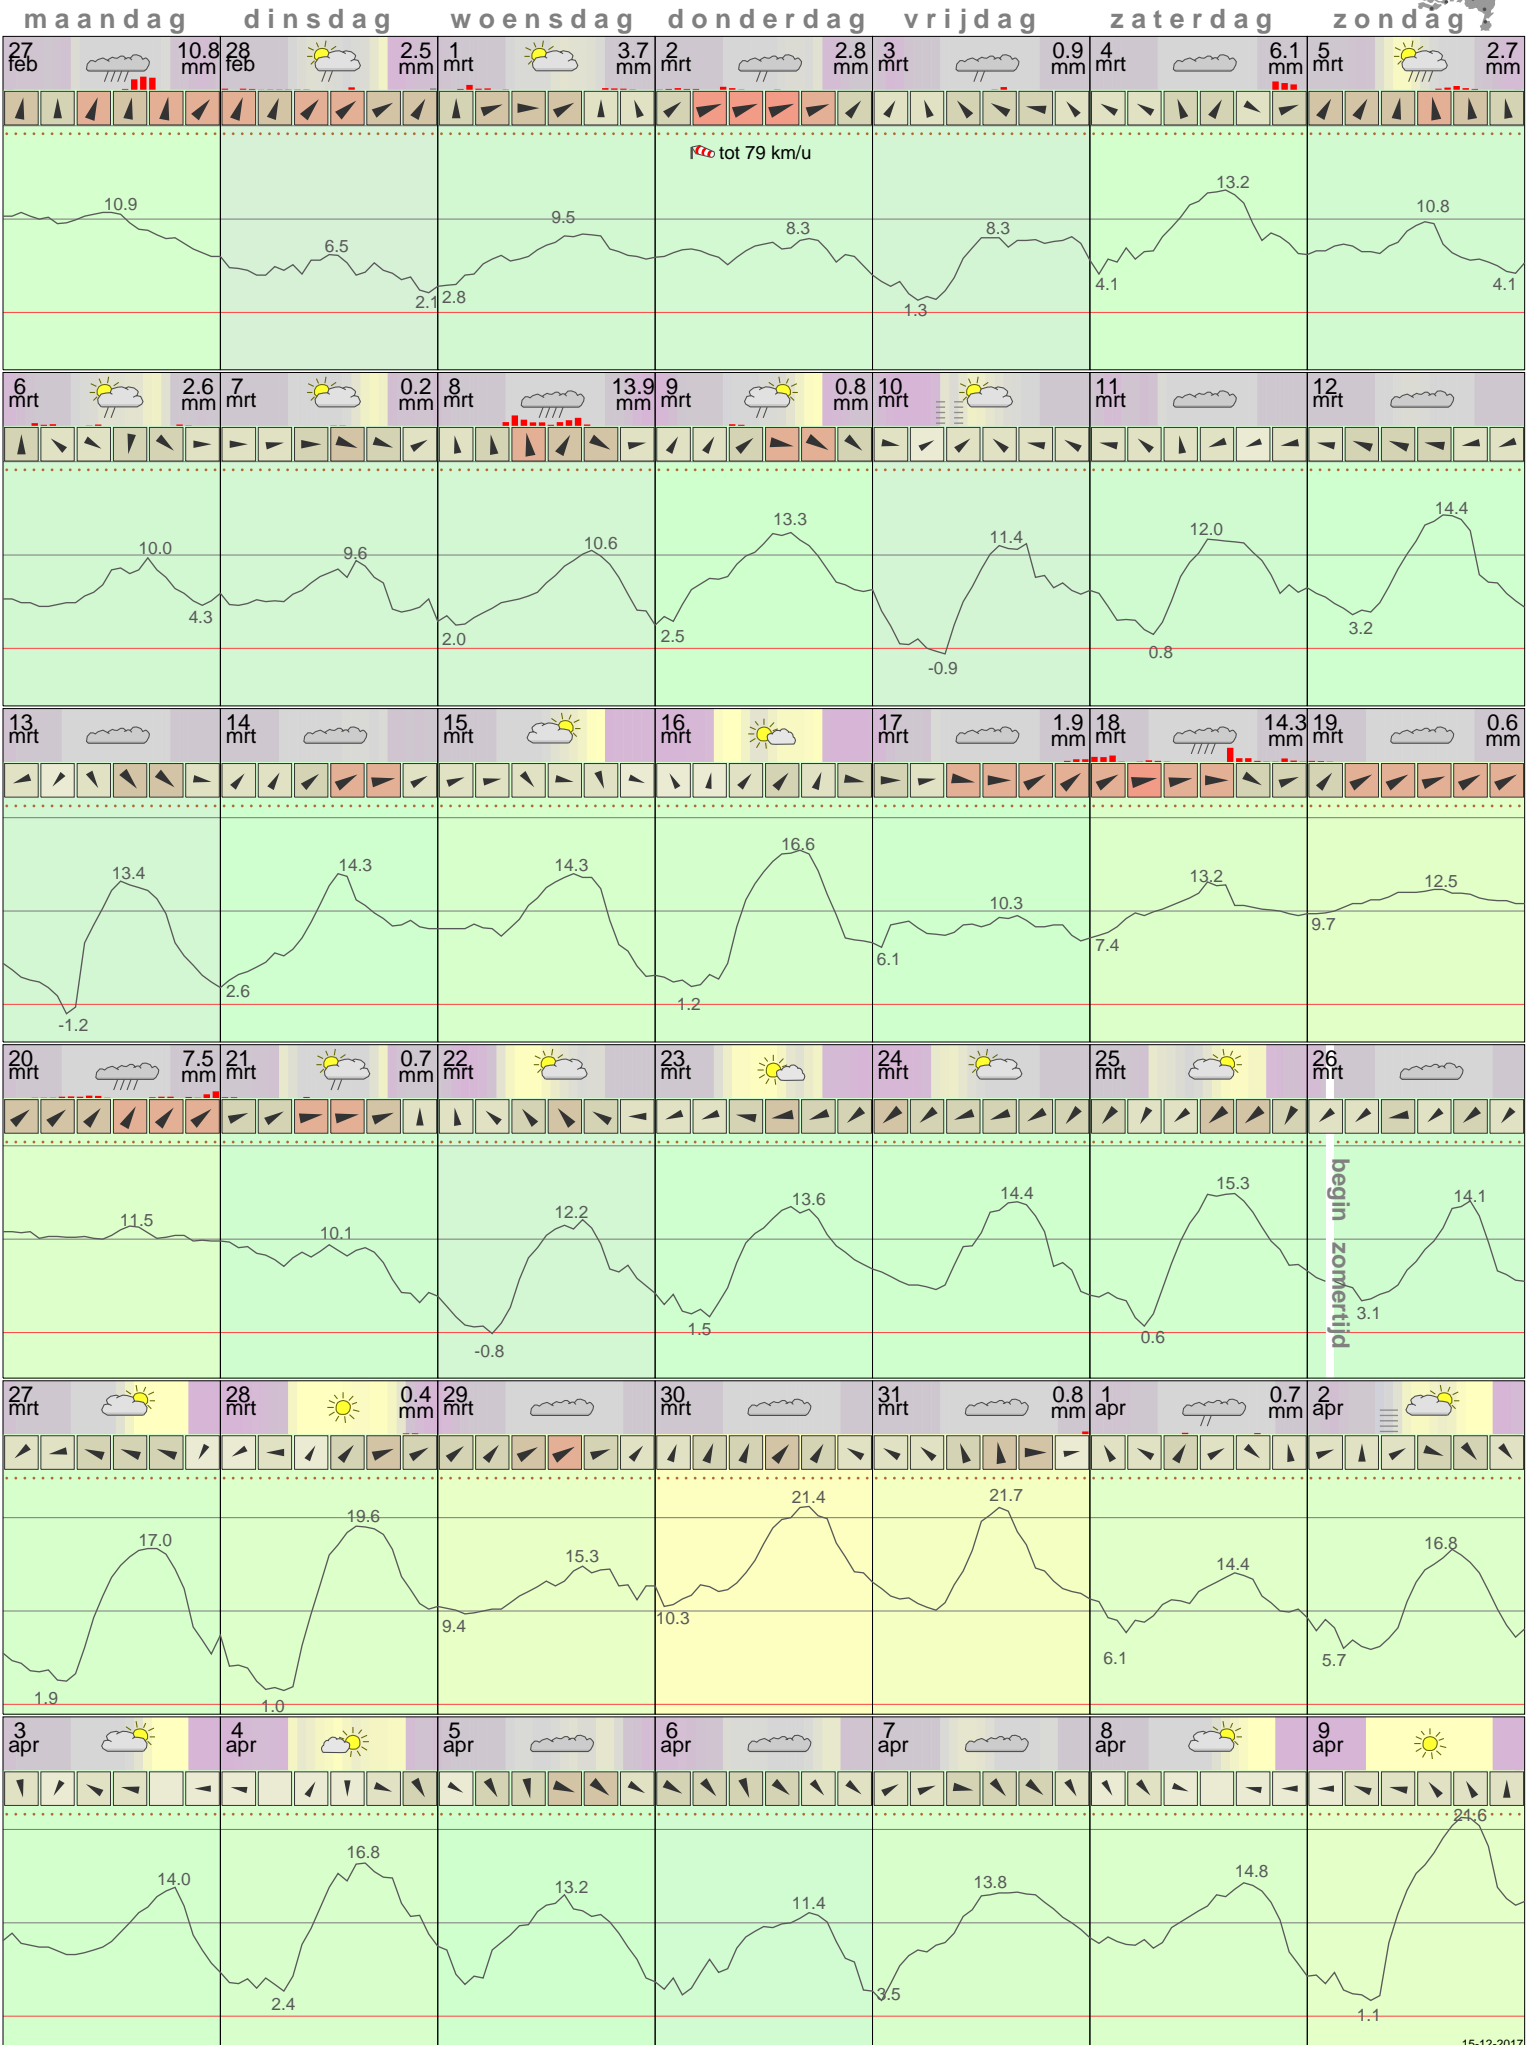 maandag dinsdag woensdag donderdag vrijdag zaterdag zondag
27 feb 10.8 mm 28 feb 2.5 mm 1 mrt 3.7 mm 2 mrt 2.8 mm 3 mrt 0.9 mm 4 mrt 6.1 mm 5 mrt 2.7 mm
tot 79 km/u
10.9 6.5 2.1 2.8 9.5 8.3 1.3 8.3 4.1 13.2 10.8 4.1
6 mrt 2.6 mm 7 mrt 0.2 mm 8 mrt 13.9 mm 9 mrt 0.8 mm 10 mrt 11 mrt 12 mrt
10.0 4.3 9.6 2.0 10.6 2.5 13.3 -0.9 11.4 0.8 12.0 3.2 14.4
13 mrt 14 mrt 15 mrt 16 mrt 17 mrt 1.9 mm 18 mrt 14.3 mm 19 mrt 0.6 mm
-1.2 13.4 2.6 14.3 14.3 1.2 16.6 6.1 10.3 7.4 13.2 9.7 12.5
20 mrt 7.5 mm 21 mrt 0.7 mm 22 mrt 23 mrt 24 mrt 25 mrt 26 mrt
11.5 10.1 -0.8 12.2 1.5 13.6 14.4 0.6 15.3 3.1 14.1
begin zomertijd
27 mrt 28 mrt 0.4 mm 29 mrt 30 mrt 31 mrt 0.8 mm 1 apr 0.7 mm 2 apr
1.9 17.0 1.0 19.6 9.4 15.3 10.3 21.4 21.7 6.1 14.4 5.7 16.8
3 apr 4 apr 5 apr 6 apr 7 apr 8 apr 9 apr
14.0 2.4 16.8 13.2 11.4 3.5 13.8 14.8 1.1 21.6
15-12-2017